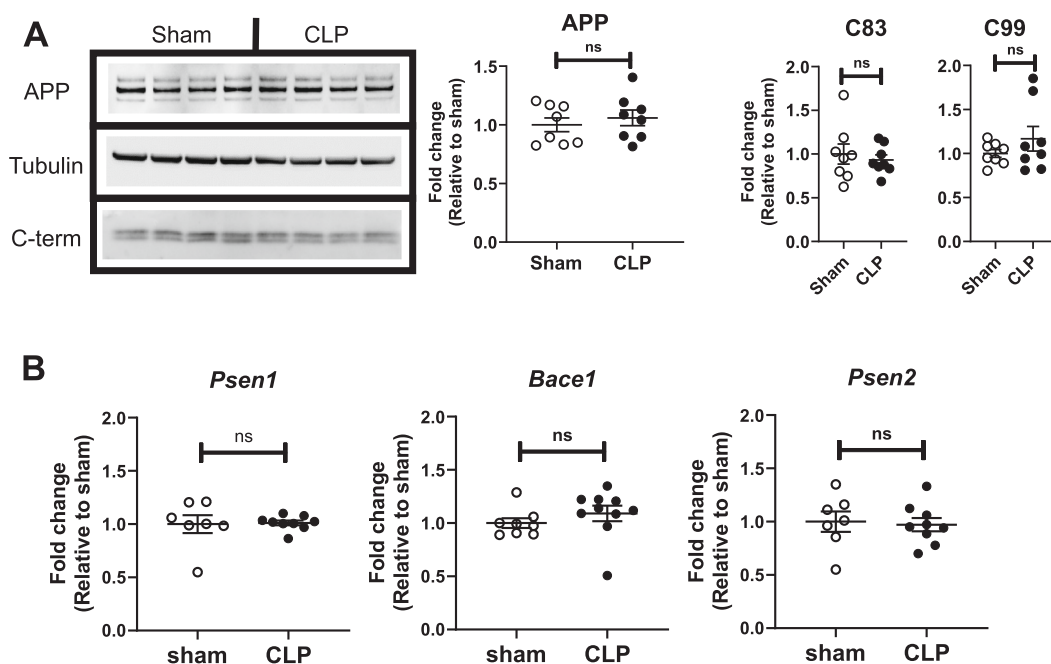 A
Sham CLP
APP
Tubulin
C-term
APP
ns
Fold change
(Relative to sham)
1.5
1.0
0.5
0.0
Sham CLP
C83
ns
Fold change
(Relative to sham)
2.0
1.5
1.0
0.5
0.0
Sham CLP
C99
ns
2.0
1.5
1.0
0.5
0.0
Sham CLP
B
Psen1
ns
Fold change
(Relative to sham)
2.0
1.5
1.0
0.5
0.0
sham CLP
Bace1
ns
Fold change
(Relative to sham)
2.0
1.5
1.0
0.5
0.0
sham CLP
Psen2
ns
Fold change
(Relative to sham)
2.0
1.5
1.0
0.5
0.0
sham CLP